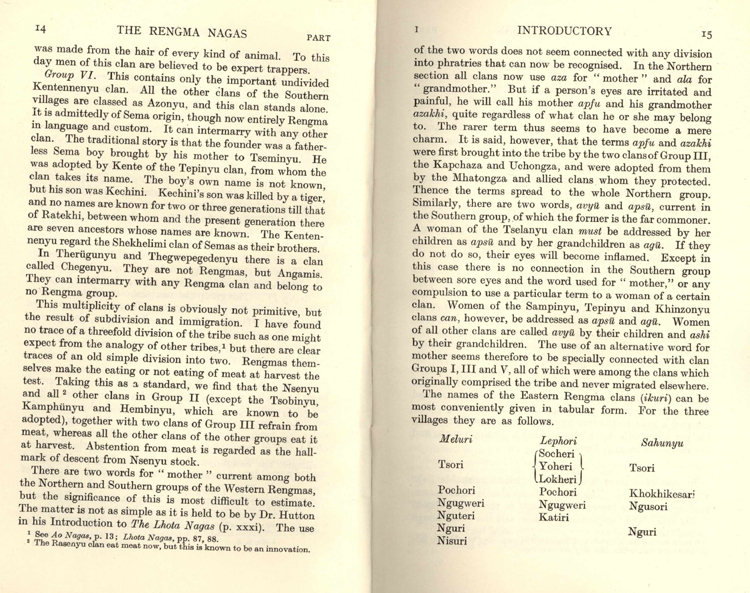 14 THE RENGMA NAGAS PART
was made from the hair of every kind of animal. To this
day men of this clan are believed to be expert trappers.
Group VI. This contains only the important undivided
Kentennenyu clan. All the other clans of the Southern
villages are classed as Azonyu, and this clan stands alone.
It is admittedly of Sema origin, though now entirely Rengma
in language and custom. It can intermarry with any other
clan. The traditional story is that the founder was a father-
less Sema boy brought by his mother to Tseminyu. He
was adopted by Kente of the Tepinyu clan, from whom the
clan takes its name. The boy's own name is not known,
but his son was Kechini. Kechini's son was killed by a tiger,
and no names are known for two or three generations till that
of Ratekhi, between whom and the present generation there
are seven ancestors whose names are known. The Kenten-
nenyu regard the Shekhelimi clan of Semas as their brothers.
In Therügunyu and Thegwepegedenyu there is a clan
called Chegenyu. They are not Rengmas, but Angamis.
They can intermarry with any Rengma clan and belong to
no Rengma group.
This multiplicity of clans is obviously not primitive, but
the result of subdivision and immigration. I have found
no trace of a threefold division of the tribe such as one might
expect from the analogy of other tribes,¹ but there are clear
traces of an old simple division into two. Rengmas them-
selves make the eating or not eating of meat at harvest the
test. Taking this as a standard, we find that the Nsenyu
and all ² other clans in Group II (except the Tsobinyu,
Kamphünyu and Hembinyu, which are known to be
adopted), together with two clans of Group III refrain from
meat, whereas all the other clans of the other groups eat it
at harvest. Abstention from meat is regarded as the hall-
mark of descent from Nsenyu stock.
There are two words for " mother " current among both
the Northern and Southern groups of the Western Rengmas,
but the significance of this is most difficult to estimate.
The matter is not as simple as it is held to be by Dr. Hutton
in his Introduction to The Lhota Nagas (p. xxxi). The use
¹ See Ao Nagas, p. 13; Lhota Nagas, pp. 87, 88.
² The Rasenyu clan eat meat now, but this is known to be an innovation.
I INTRODUCTORY 15
of the two words does not seem connected with any division
into phratries that can now be recognised. In the Northern
section all clans now use aza for " mother " and ala for
" grandmother." But if a person's eyes are irritated and
painful, he will call his mother apfu and his grandmother
azakhi, quite regardless of what clan he or she may belong
to. The rarer term thus seems to have become a mere
charm. It is said, however, that the terms apfu and azakhi
were first brought into the tribe by the two clans of Group III,
the Kapchaza and Uchongza, and were adopted from them
by the Mhatongza and allied clans whom they protected.
Thence the terms spread to the whole Northern group.
Similarly, there are two words, avyü and apsü, current in
the Southern group, of which the former is the far commoner.
A woman of the Tselanyu clan must be addressed by her
children as apsü and by her grandchildren as agü. If they
do not do so, their eyes will become inflamed. Except in
this case there is no connection in the Southern group
between sore eyes and the word used for " mother," or any
compulsion to use a particular term to a woman of a certain
clan. Women of the Sampinyu, Tepinyu and Khinzonyu
clans can, however, be addressed as apsü and agü. Women
of all other clans are called avyü by their children and ashi
by their grandchildren. The use of an alternative word for
mother seems therefore to be specially connected with clan
Groups I, III and V, all of which were among the clans which
originally comprised the tribe and never migrated elsewhere.
The names of the Eastern Rengma clans (ikuri) can be
most conveniently given in tabular form. For the three
villages they are as follows.
Meluri Lephori Sahunyu
Socheri
Tsori Yoheri Tsori
Lokheri
Pochori Pochori Khokhikesari
Ngugweri Ngugweri Ngusori
Nguteri Katiri
Nguri Nguri
Nisuri